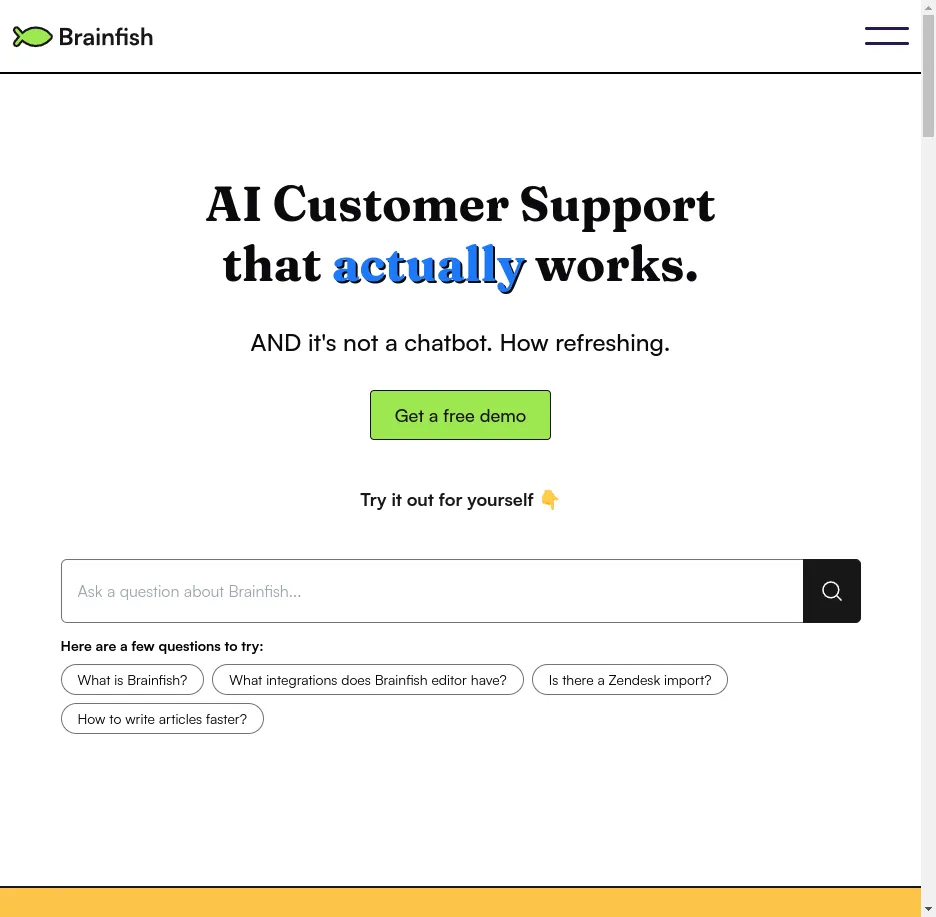 Brainfish
AI Customer Support
that actually works.
AND it's not a chatbot. How refreshing.
Get a free demo
Try it out for yourself 👇
Ask a question about Brainfish...
Here are a few questions to try:
What is Brainfish?
What integrations does Brainfish editor have?
Is there a Zendesk import?
How to write articles faster?